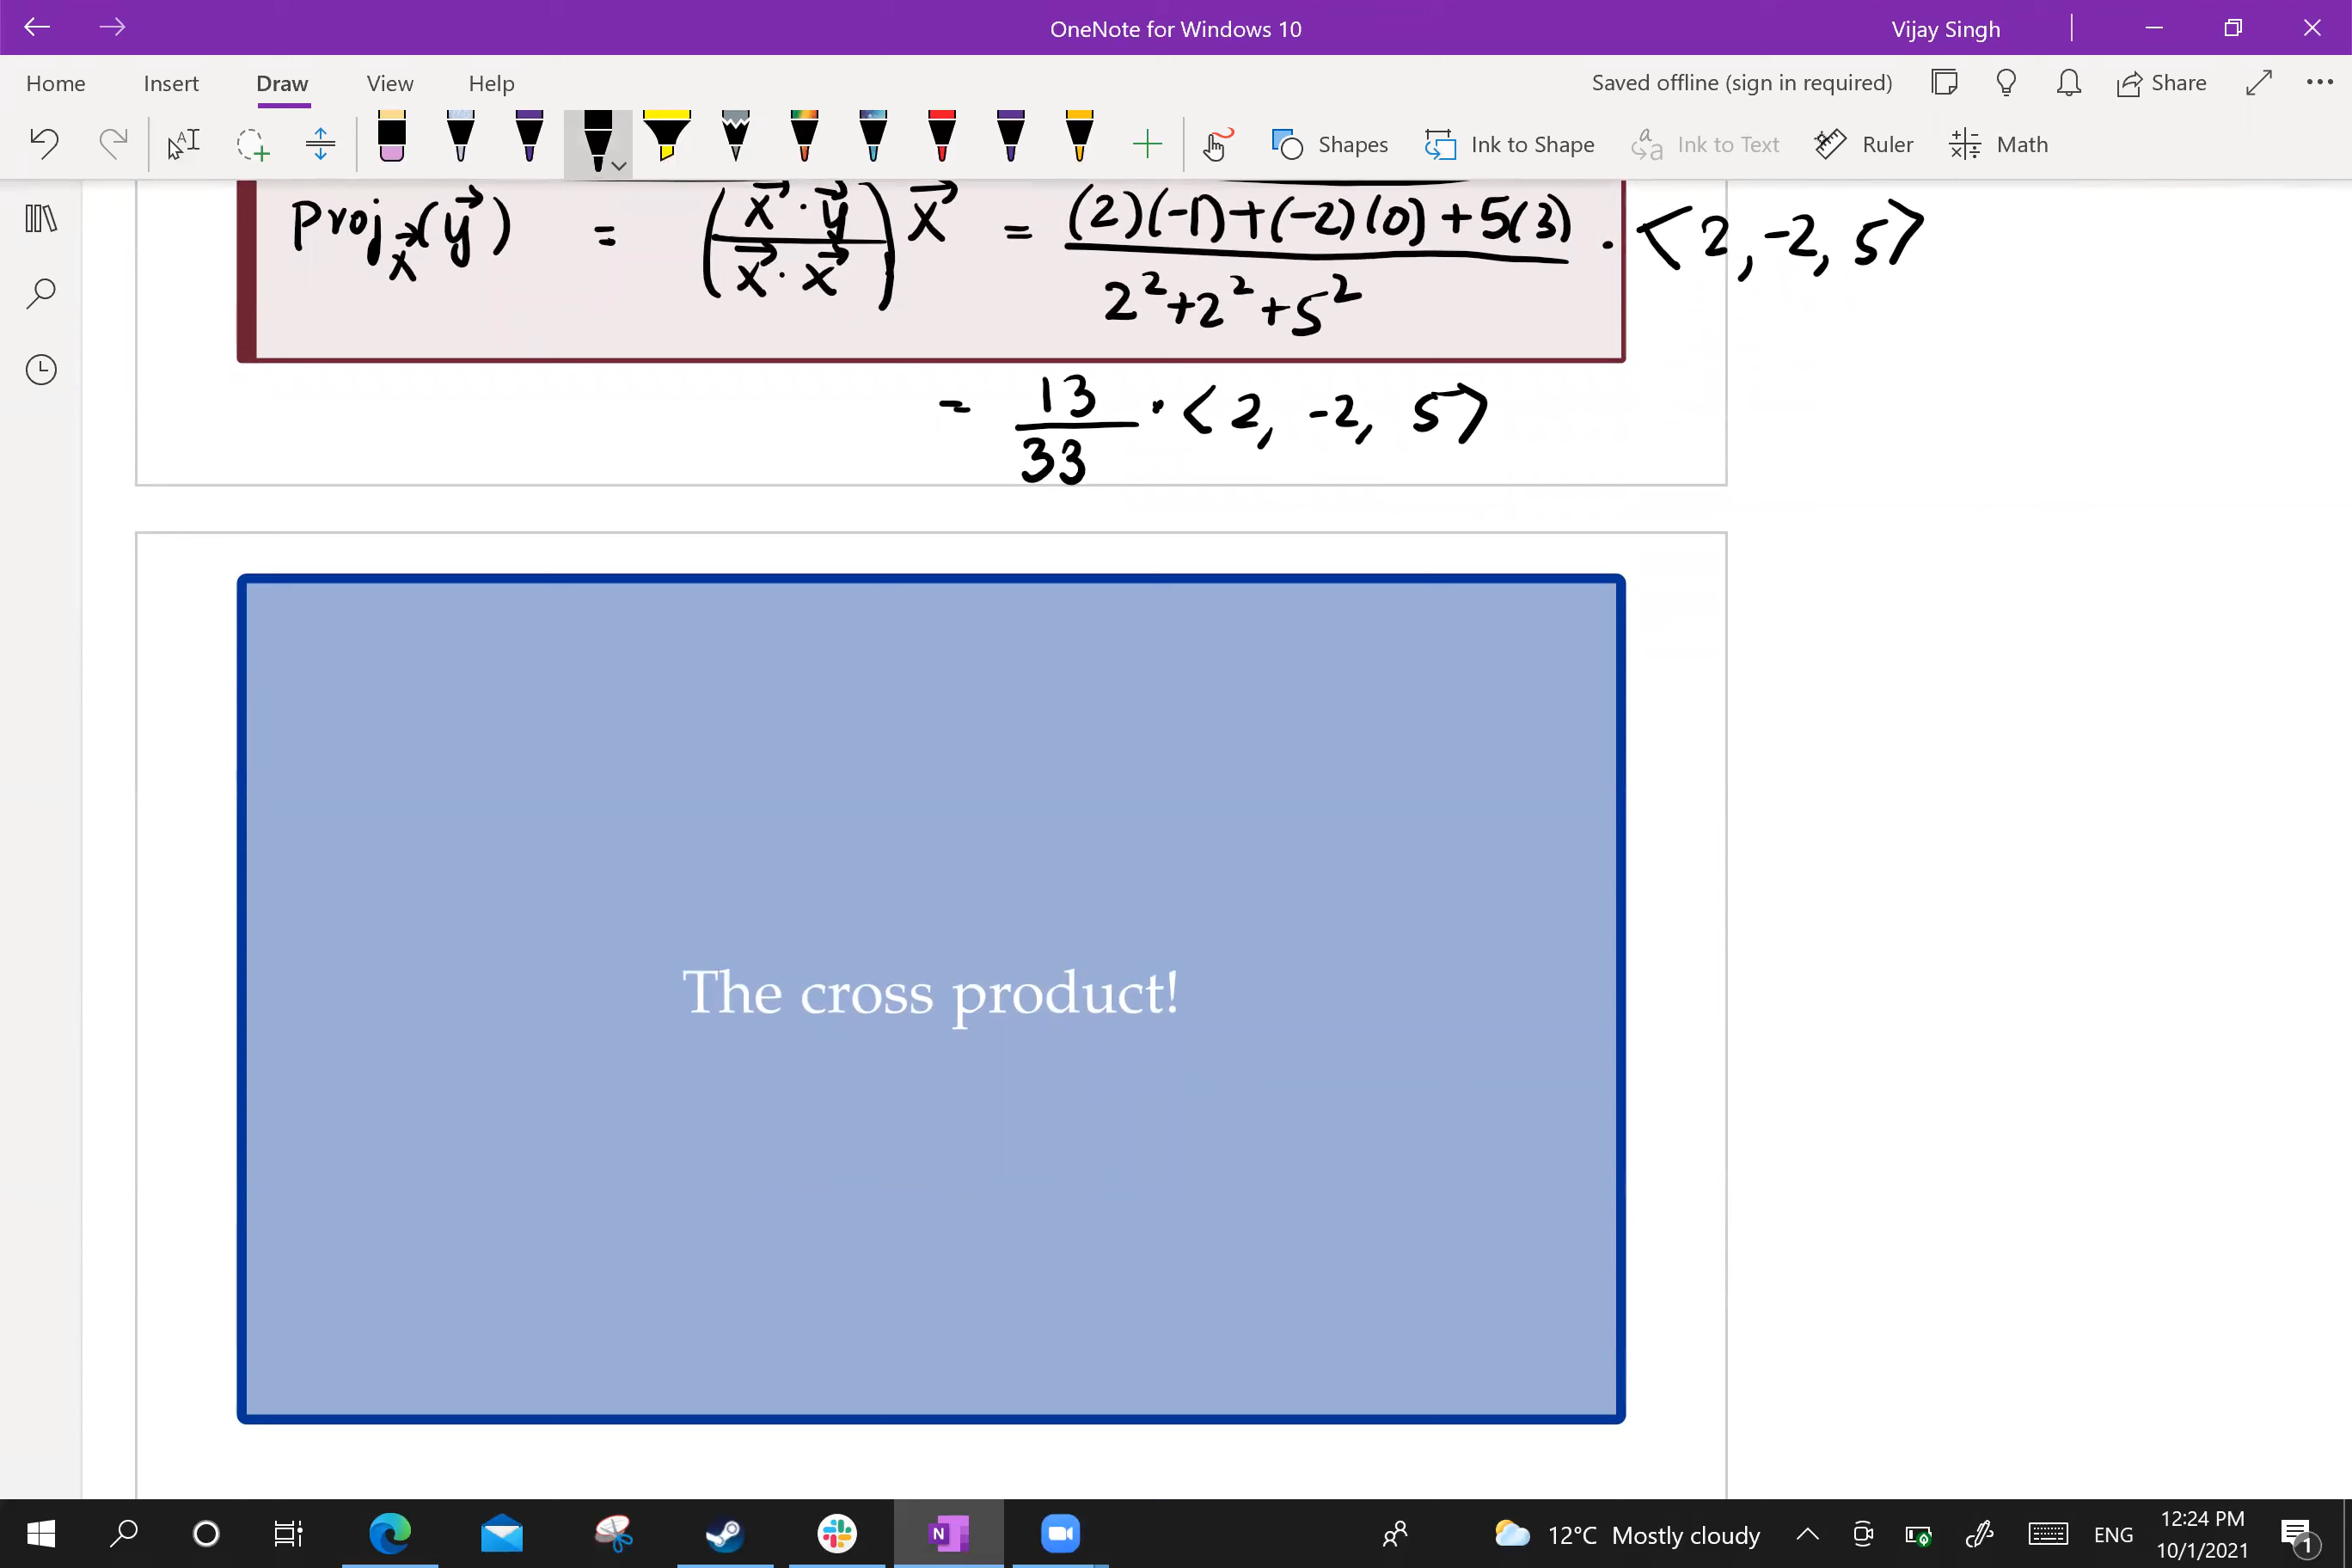 OneNote for Windows 10
Vijay Singh
Home Insert Draw View Help
Saved offline (sign in required) Share
Shapes Ink to Shape Ink to Text Ruler Math
Proj_x⃗(y⃗) = (x⃗·y⃗ / x⃗·x⃗) x⃗ = (2)(-1)+(-2)(0)+5(3) / 2²+2²+5² · <2,-2,5>
= 13/33 · <2, -2, 5>
The cross product!
12°C Mostly cloudy ENG 12:24 PM
10/1/2021 1